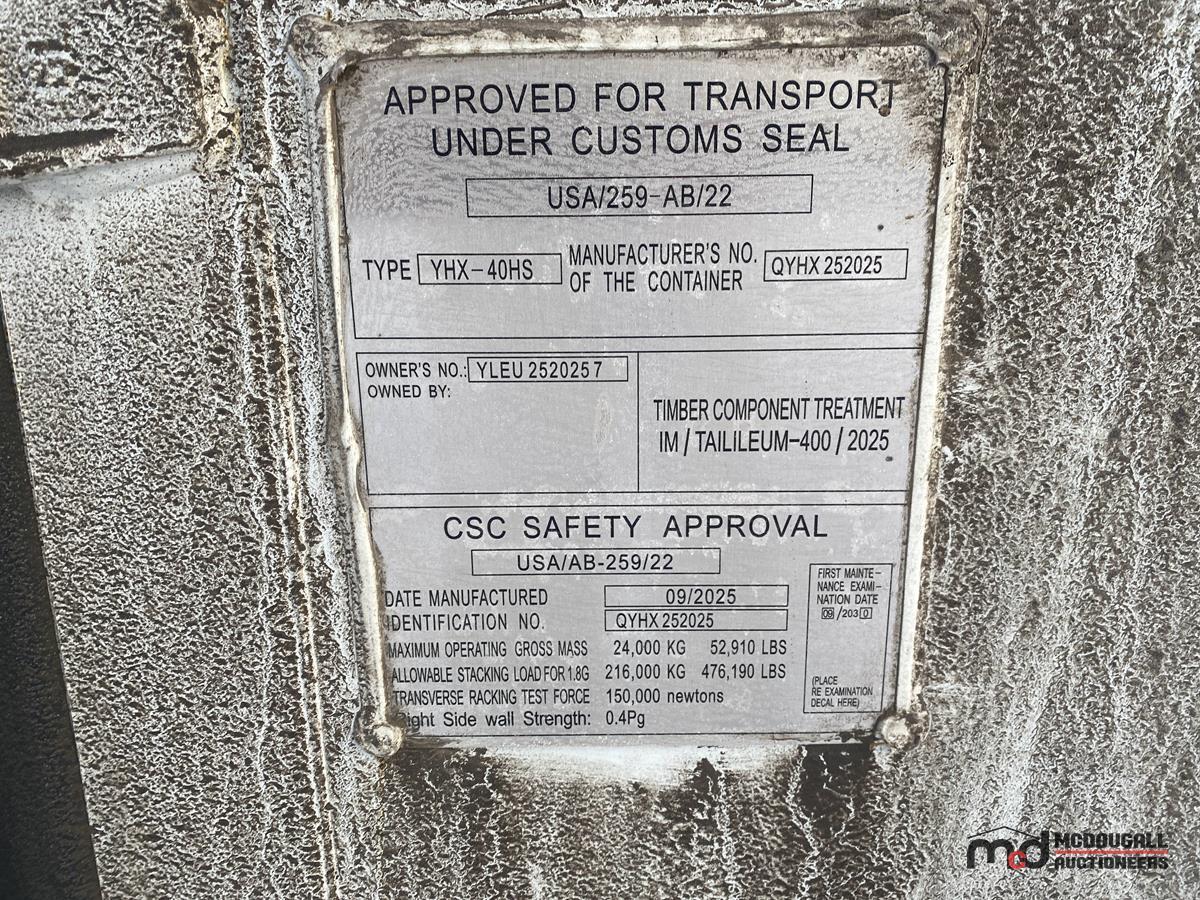 APPROVED FOR TRANSPORT
UNDER CUSTOMS SEAL
USA/259-AB/22
TYPE YHX-40HS MANUFACTURER'S NO. OF THE CONTAINER QYHX 252025
OWNER'S NO.: YLEU 252025 7
OWNED BY:
TIMBER COMPONENT TREATMENT
IM / TAILILEUM-400 / 2025
CSC SAFETY APPROVAL
USA/AB-259/22
DATE MANUFACTURED 09/2025
IDENTIFICATION NO. QYHX 252025
MAXIMUM OPERATING GROSS MASS 24,000 KG 52,910 LBS
ALLOWABLE STACKING LOAD FOR 1.8G 216,000 KG 476,190 LBS
TRANSVERSE RACKING TEST FORCE 150,000 newtons
Right Side wall Strength: 0.4Pg
FIRST MAINTE-
NANCE EXAMI-
NATION DATE
09/2030
(PLACE
RE EXAMINATION
DECAL HERE)
mcd MCDOUGALL
AUCTIONEERS